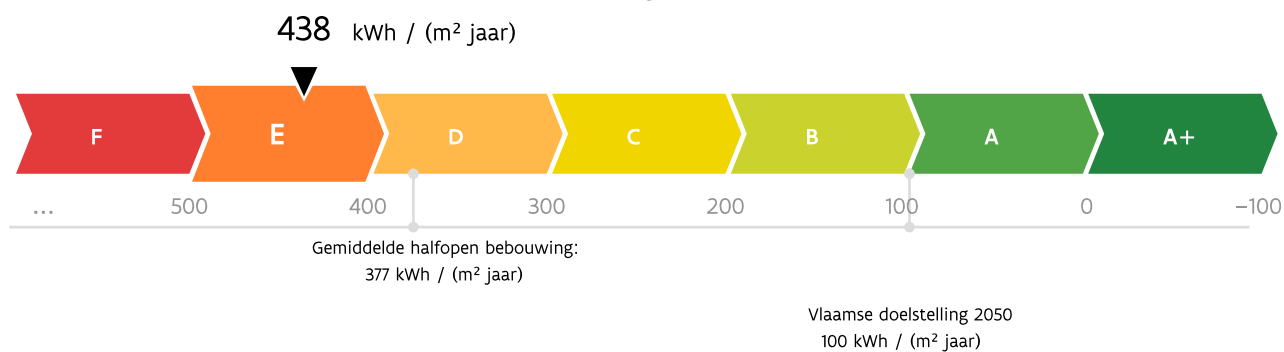 438 kWh / (m² jaar)
F E D C B A A+
... 500 400 300 200 100 0 −100
Gemiddelde halfopen bebouwing:
377 kWh / (m² jaar)
Vlaamse doelstelling 2050
100 kWh / (m² jaar)